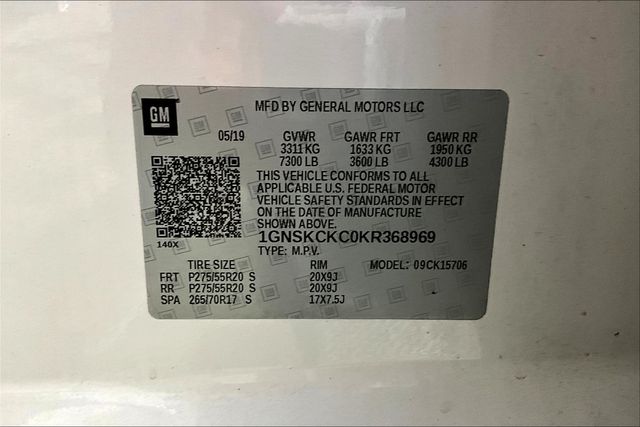 GM
MFD BY GENERAL MOTORS LLC
05/19 GVWR GAWR FRT GAWR RR
3311 KG 1633 KG 1950 KG
7300 LB 3600 LB 4300 LB
THIS VEHICLE CONFORMS TO ALL
APPLICABLE U.S. FEDERAL MOTOR
VEHICLE SAFETY STANDARDS IN EFFECT
ON THE DATE OF MANUFACTURE
SHOWN ABOVE.
140X
1GNSKCKC0KR368969
TYPE: M.P.V.
TIRE SIZE RIM MODEL: 09CK15706
FRT P275/55R20 S 20X9J
RR P275/55R20 S 20X9J
SPA 265/70R17 S 17X7.5J